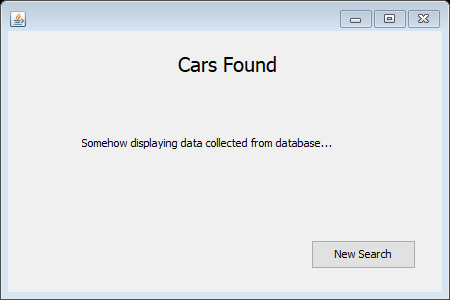 Cars Found
Somehow displaying data collected from database...
New Search